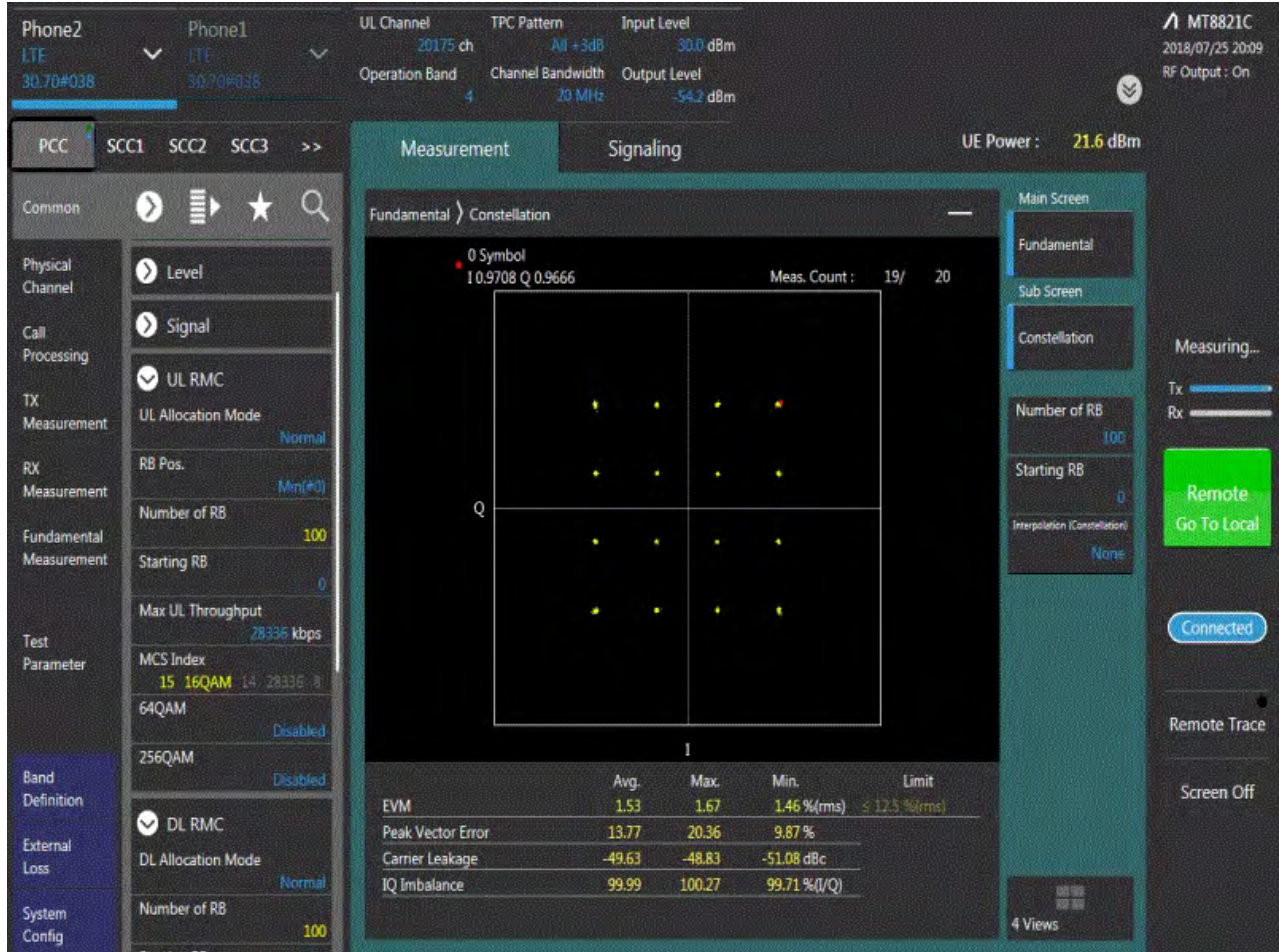 Phone2
LTE
30.70#038
Phone1
LTE
30.70#038
UL Channel
20175 ch
TPC Pattern
All +3dB
Input Level
30.0 dBm
Operation Band
4
Channel Bandwidth
20 MHz
Output Level
-54.2 dBm
MT8821C
2018/07/25 20:09
RF Output : On
PCC SCC1 SCC2 SCC3 >>
Measurement
Signaling
UE Power : 21.6 dBm
Common
Physical
Channel
Call
Processing
TX
Measurement
RX
Measurement
Fundamental
Measurement
Test
Parameter
Band
Definition
External
Loss
System
Config
Level
Signal
UL RMC
UL Allocation Mode
Normal
RB Pos.
Min(#0)
Number of RB
100
Starting RB
0
Max UL Throughput
28336 kbps
MCS Index
15 16QAM 14 28336 8
64QAM
Disabled
256QAM
Disabled
DL RMC
DL Allocation Mode
Normal
Number of RB
100
Fundamental 〉 Constellation
0 Symbol
I 0.9708 Q 0.9666
Meas. Count : 19/ 20
Q
I
Avg. Max. Min. Limit
EVM 1.53 1.67 1.46 %(rms) ≤ 12.5 %(rms)
Peak Vector Error 13.77 20.36 9.87 %
Carrier Leakage -49.63 -48.83 -51.08 dBc
IQ Imbalance 99.99 100.27 99.71 %(I/Q)
Main Screen
Fundamental
Sub Screen
Constellation
Number of RB
100
Starting RB
0
Interpolation (Constellation)
None
4 Views
Measuring...
Tx
Rx
Remote
Go To Local
Connected
Remote Trace
Screen Off